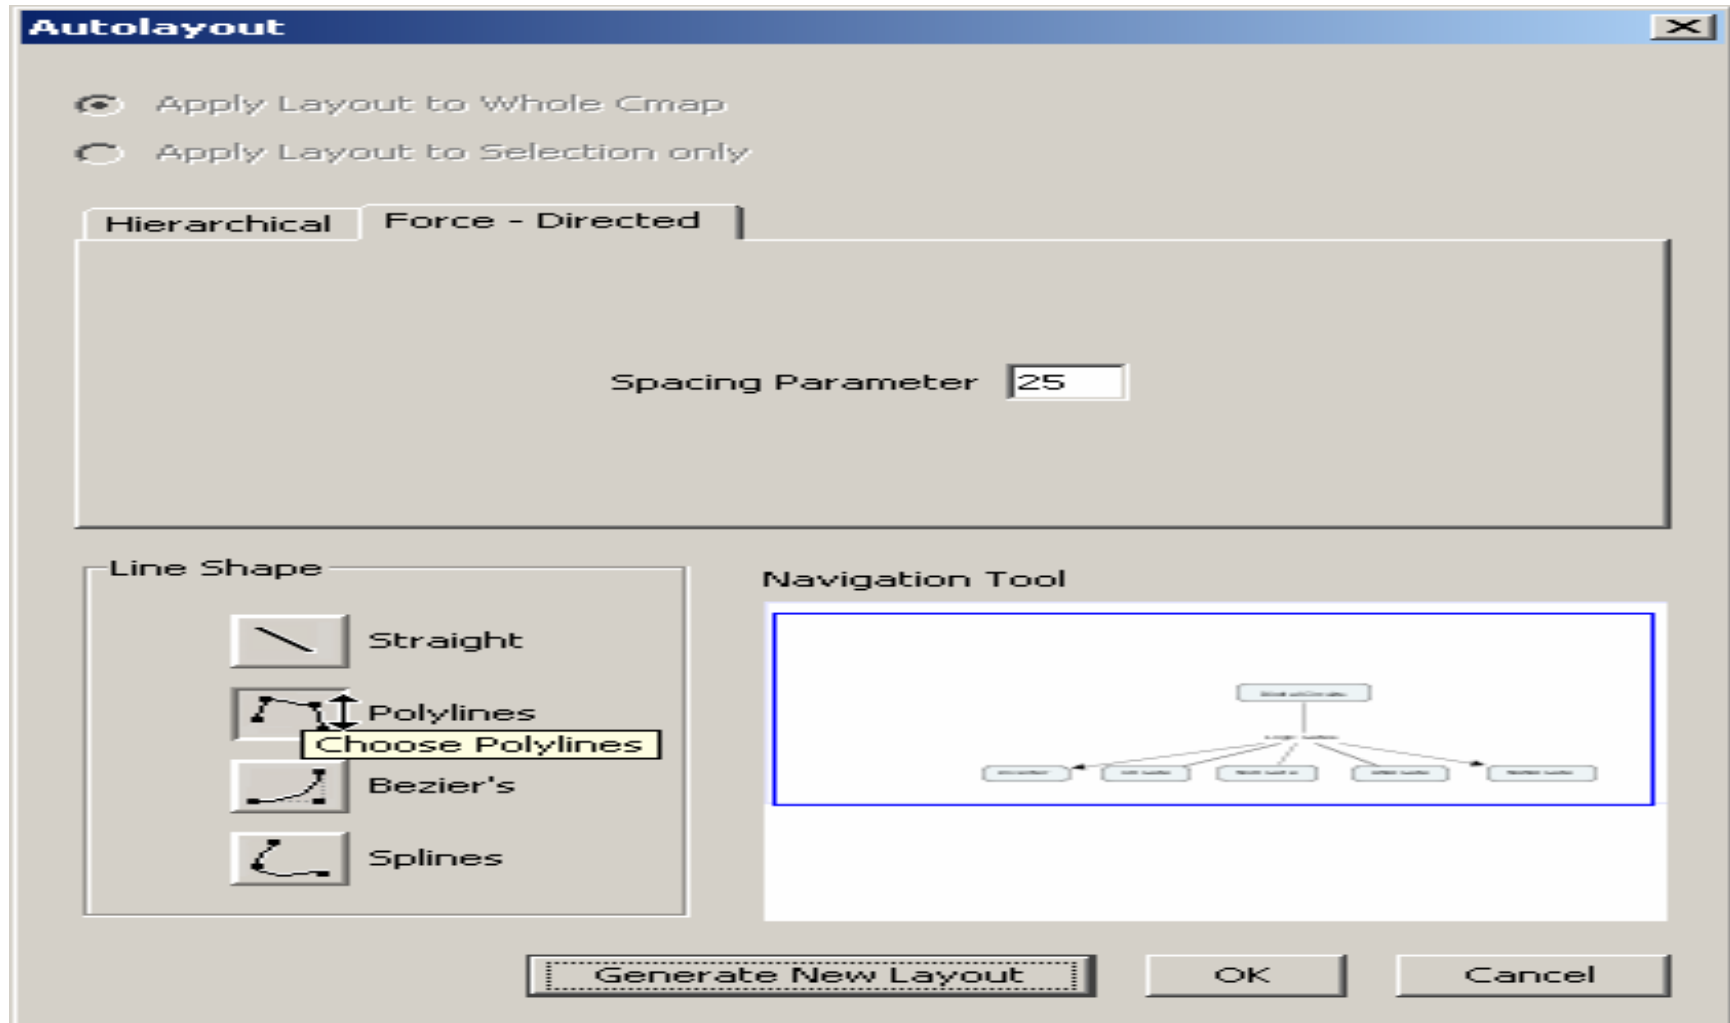 Autolayout
Apply Layout to Whole Cmap
Apply Layout to Selection only
Hierarchical
Force - Directed
Spacing Parameter 25
Line Shape
Navigation Tool
Straight
Polylines
Choose Polylines
Bezier's
Splines
Generate New Layout
OK
Cancel